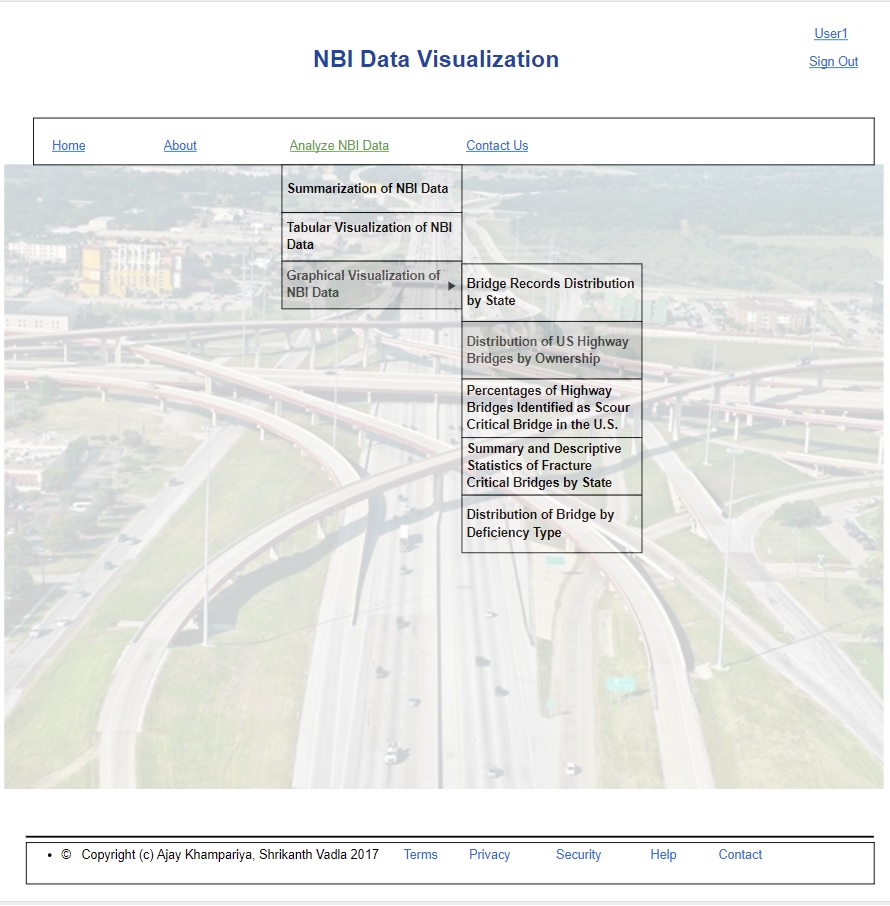 User1
NBI Data Visualization
Sign Out
Home About Analyze NBI Data Contact Us
Summarization of NBI Data
Tabular Visualization of NBI
Data
Graphical Visualization of
NBI Data
Bridge Records Distribution
by State
Distribution of US Highway
Bridges by Ownership
Percentages of Highway
Bridges Identified as Scour
Critical Bridge in the U.S.
Summary and Descriptive
Statistics of Fracture
Critical Bridges by State
Distribution of Bridge by
Deficiency Type
• © Copyright (c) Ajay Khampariya, Shrikanth Vadla 2017 Terms Privacy Security Help Contact